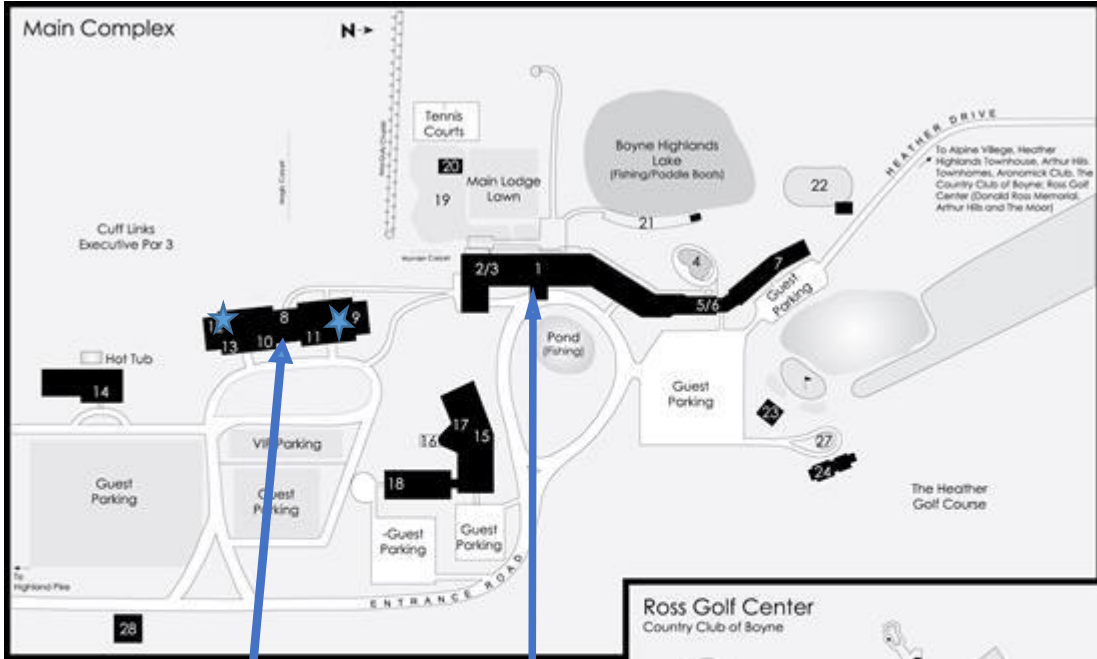 Main Complex
N
Tennis
Courts
20
19
Main Lodge
Lawn
Boyne Highlands
Lake
(Fishing/Paddle Boats)
21
22
HEATHER DRIVE
To Alpine Village, Heather
Highlands Townhouse, Arthur Hills
Townhomes, Aronomick Club, The
Country Club of Boyne; Ross Golf
Center (Donald Ross Memorial,
Arthur Hills and The Moor)
Cuff Links
Executive Par 3
Magic Carpet
Wonder Carpet
2/3
1
4
7
5/6
Guest
Parking
8
9
13
10
11
Pond
(Fishing)
Hot Tub
14
Guest
Parking
23
27
24
VIP Parking
17
15
16
18
Guest
Parking
Guest
Parking
-Guest
Parking
Guest
Parking
The Heather
Golf Course
To
Highland Pike
ENTRANCE ROAD
28
Ross Golf Center
Country Club of Boyne